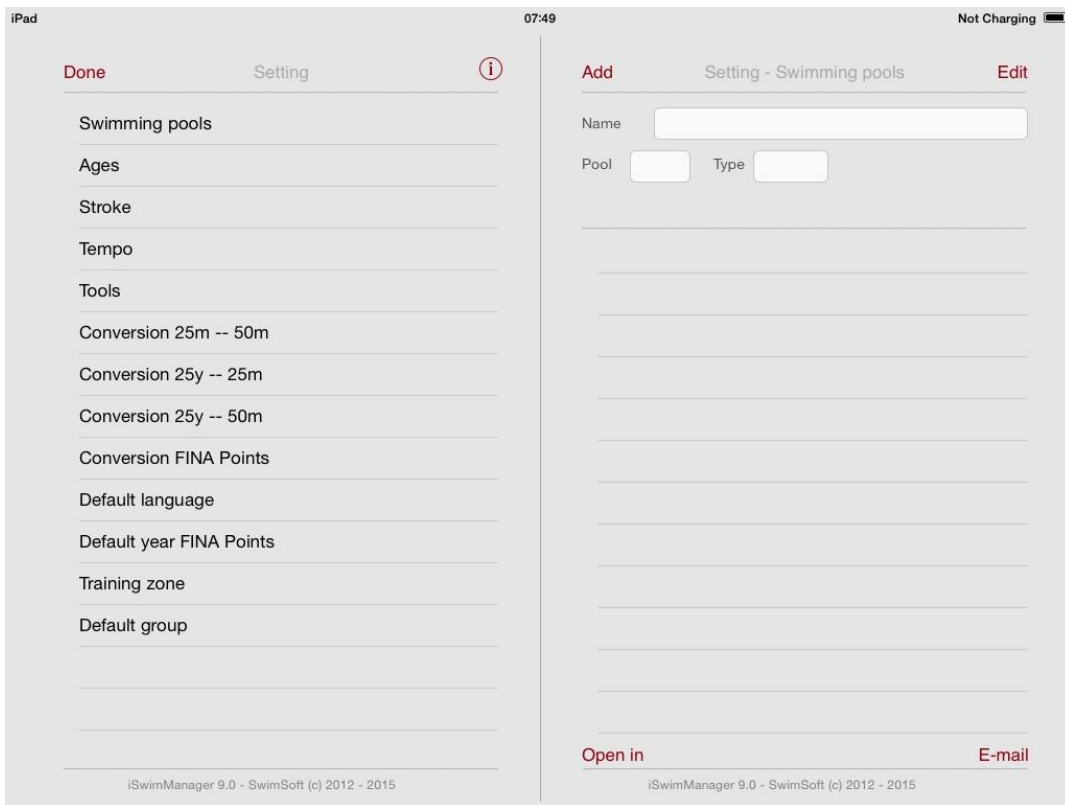 iPad 07:49 Not Charging
Done Setting i
Swimming pools
Ages
Stroke
Tempo
Tools
Conversion 25m -- 50m
Conversion 25y -- 25m
Conversion 25y -- 50m
Conversion FINA Points
Default language
Default year FINA Points
Training zone
Default group
iSwimManager 9.0 - SwimSoft (c) 2012 - 2015
Add Setting - Swimming pools Edit
Name
Pool Type
Open in E-mail
iSwimManager 9.0 - SwimSoft (c) 2012 - 2015